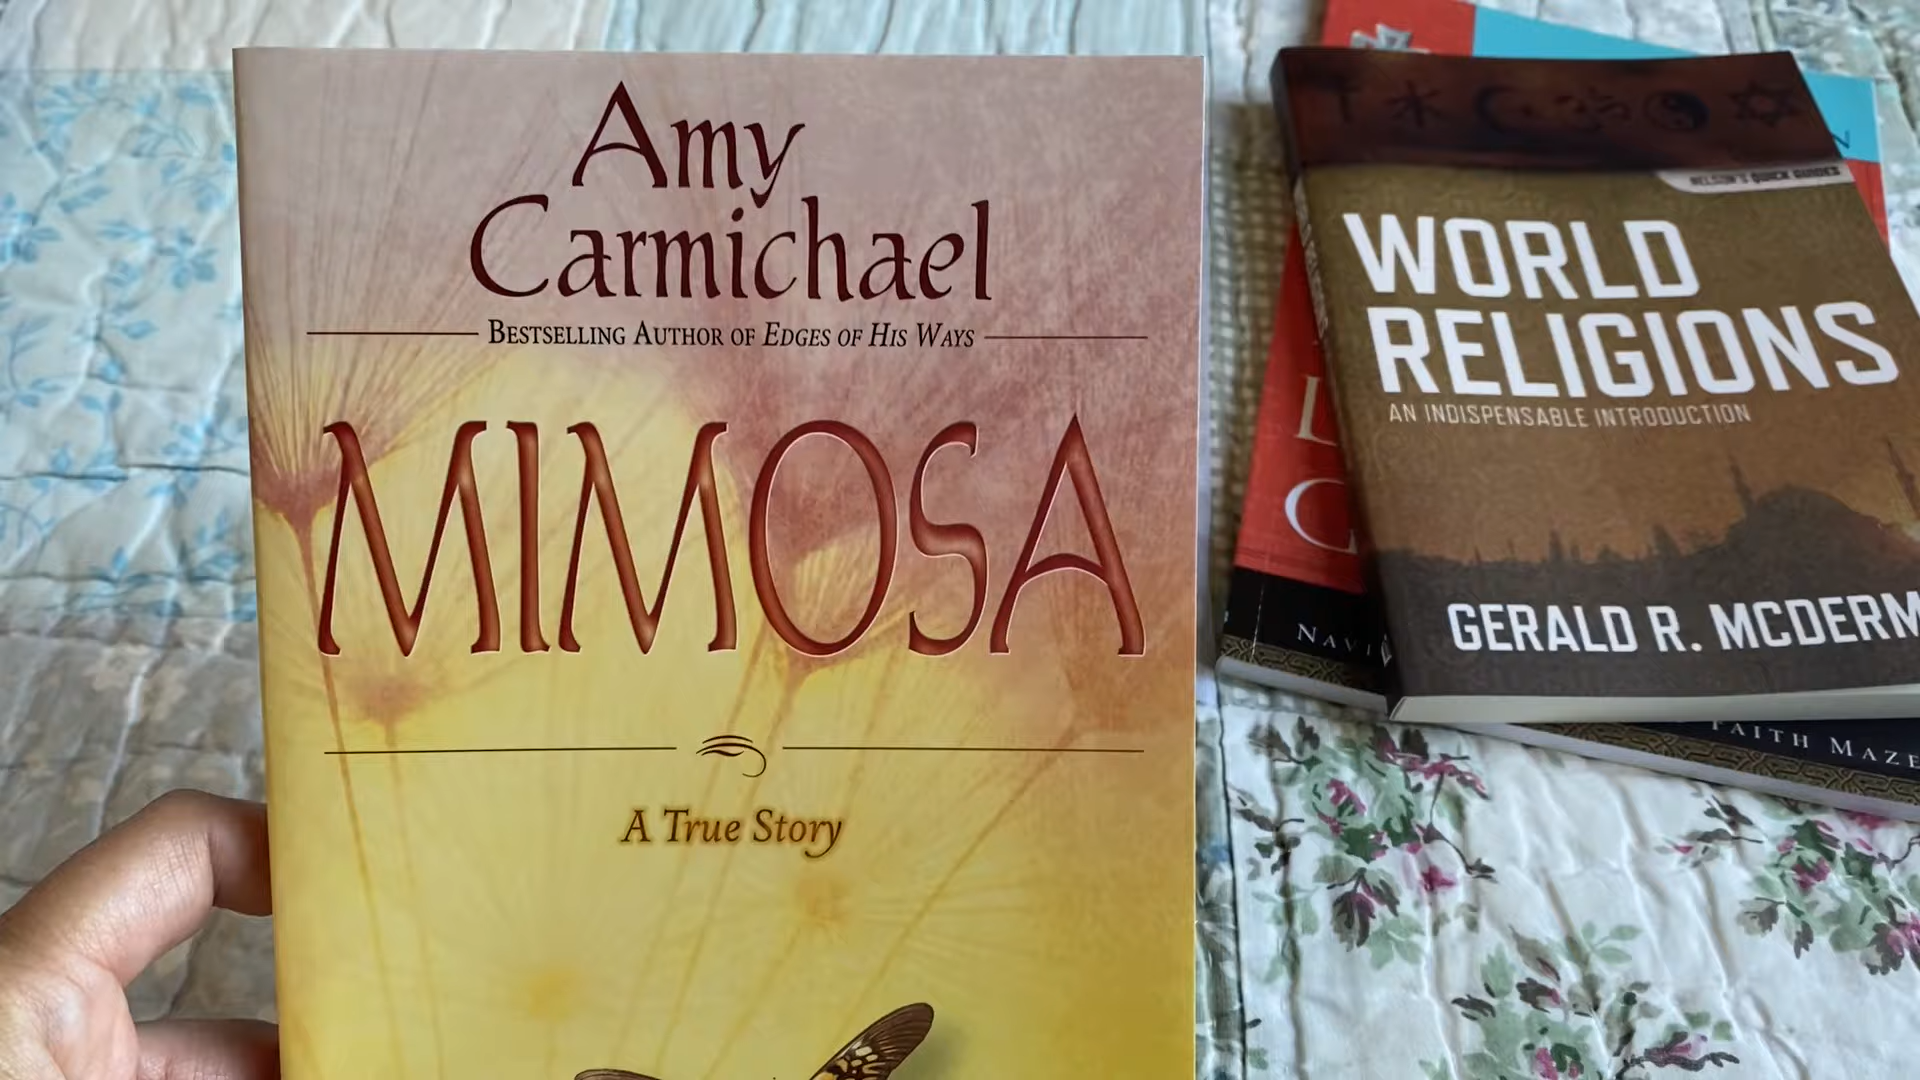 Amy
Carmichael
BESTSELLING AUTHOR OF EDGES OF HIS WAYS
MIMOSA
A True Story
NELSON'S QUICK GUIDES
WORLD
RELIGIONS
AN INDISPENSABLE INTRODUCTION
GERALD R. MCDERM
L
G
NAVI
FAITH MAZE